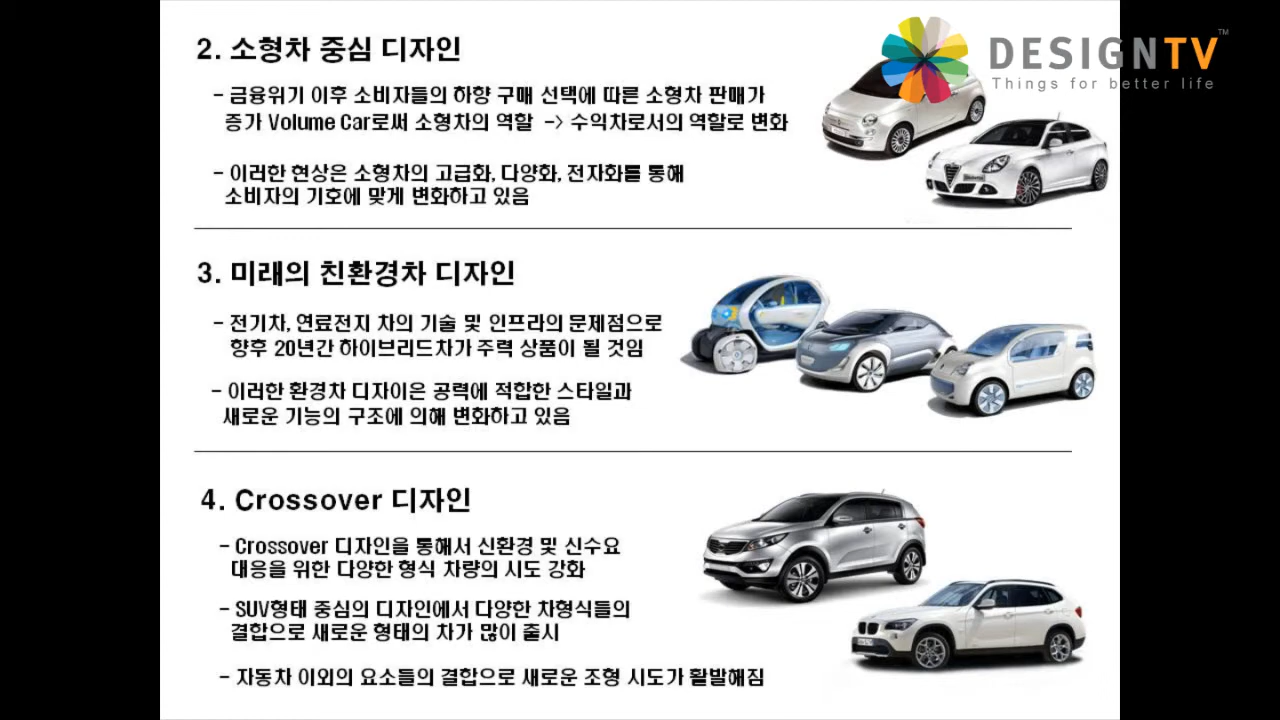 2. 소형차 중심 디자인
DESIGNTV™
Things for better life
- 금융위기 이후 소비자들의 하향 구매 선택에 따른 소형차 판매가
증가 Volume Car로써 소형차의 역할 -> 수익차로서의 역할로 변화
- 이러한 현상은 소형차의 고급화, 다양화, 전자화를 통해
소비자의 기호에 맞게 변화하고 있음
3. 미래의 친환경차 디자인
- 전기차, 연료전지 차의 기술 및 인프라의 문제점으로
향후 20년간 하이브리드차가 주력 상품이 될 것임
- 이러한 환경차 디자이은 공력에 적합한 스타일과
새로운 기능의 구조에 의해 변화하고 있음
4. Crossover 디자인
- Crossover 디자인을 통해서 신환경 및 신수요
대응을 위한 다양한 형식 차량의 시도 강화
- SUV형태 중심의 디자인에서 다양한 차형식들의
결합으로 새로운 형태의 차가 많이 출시
- 자동차 이외의 요소들의 결합으로 새로운 조형 시도가 활발해짐